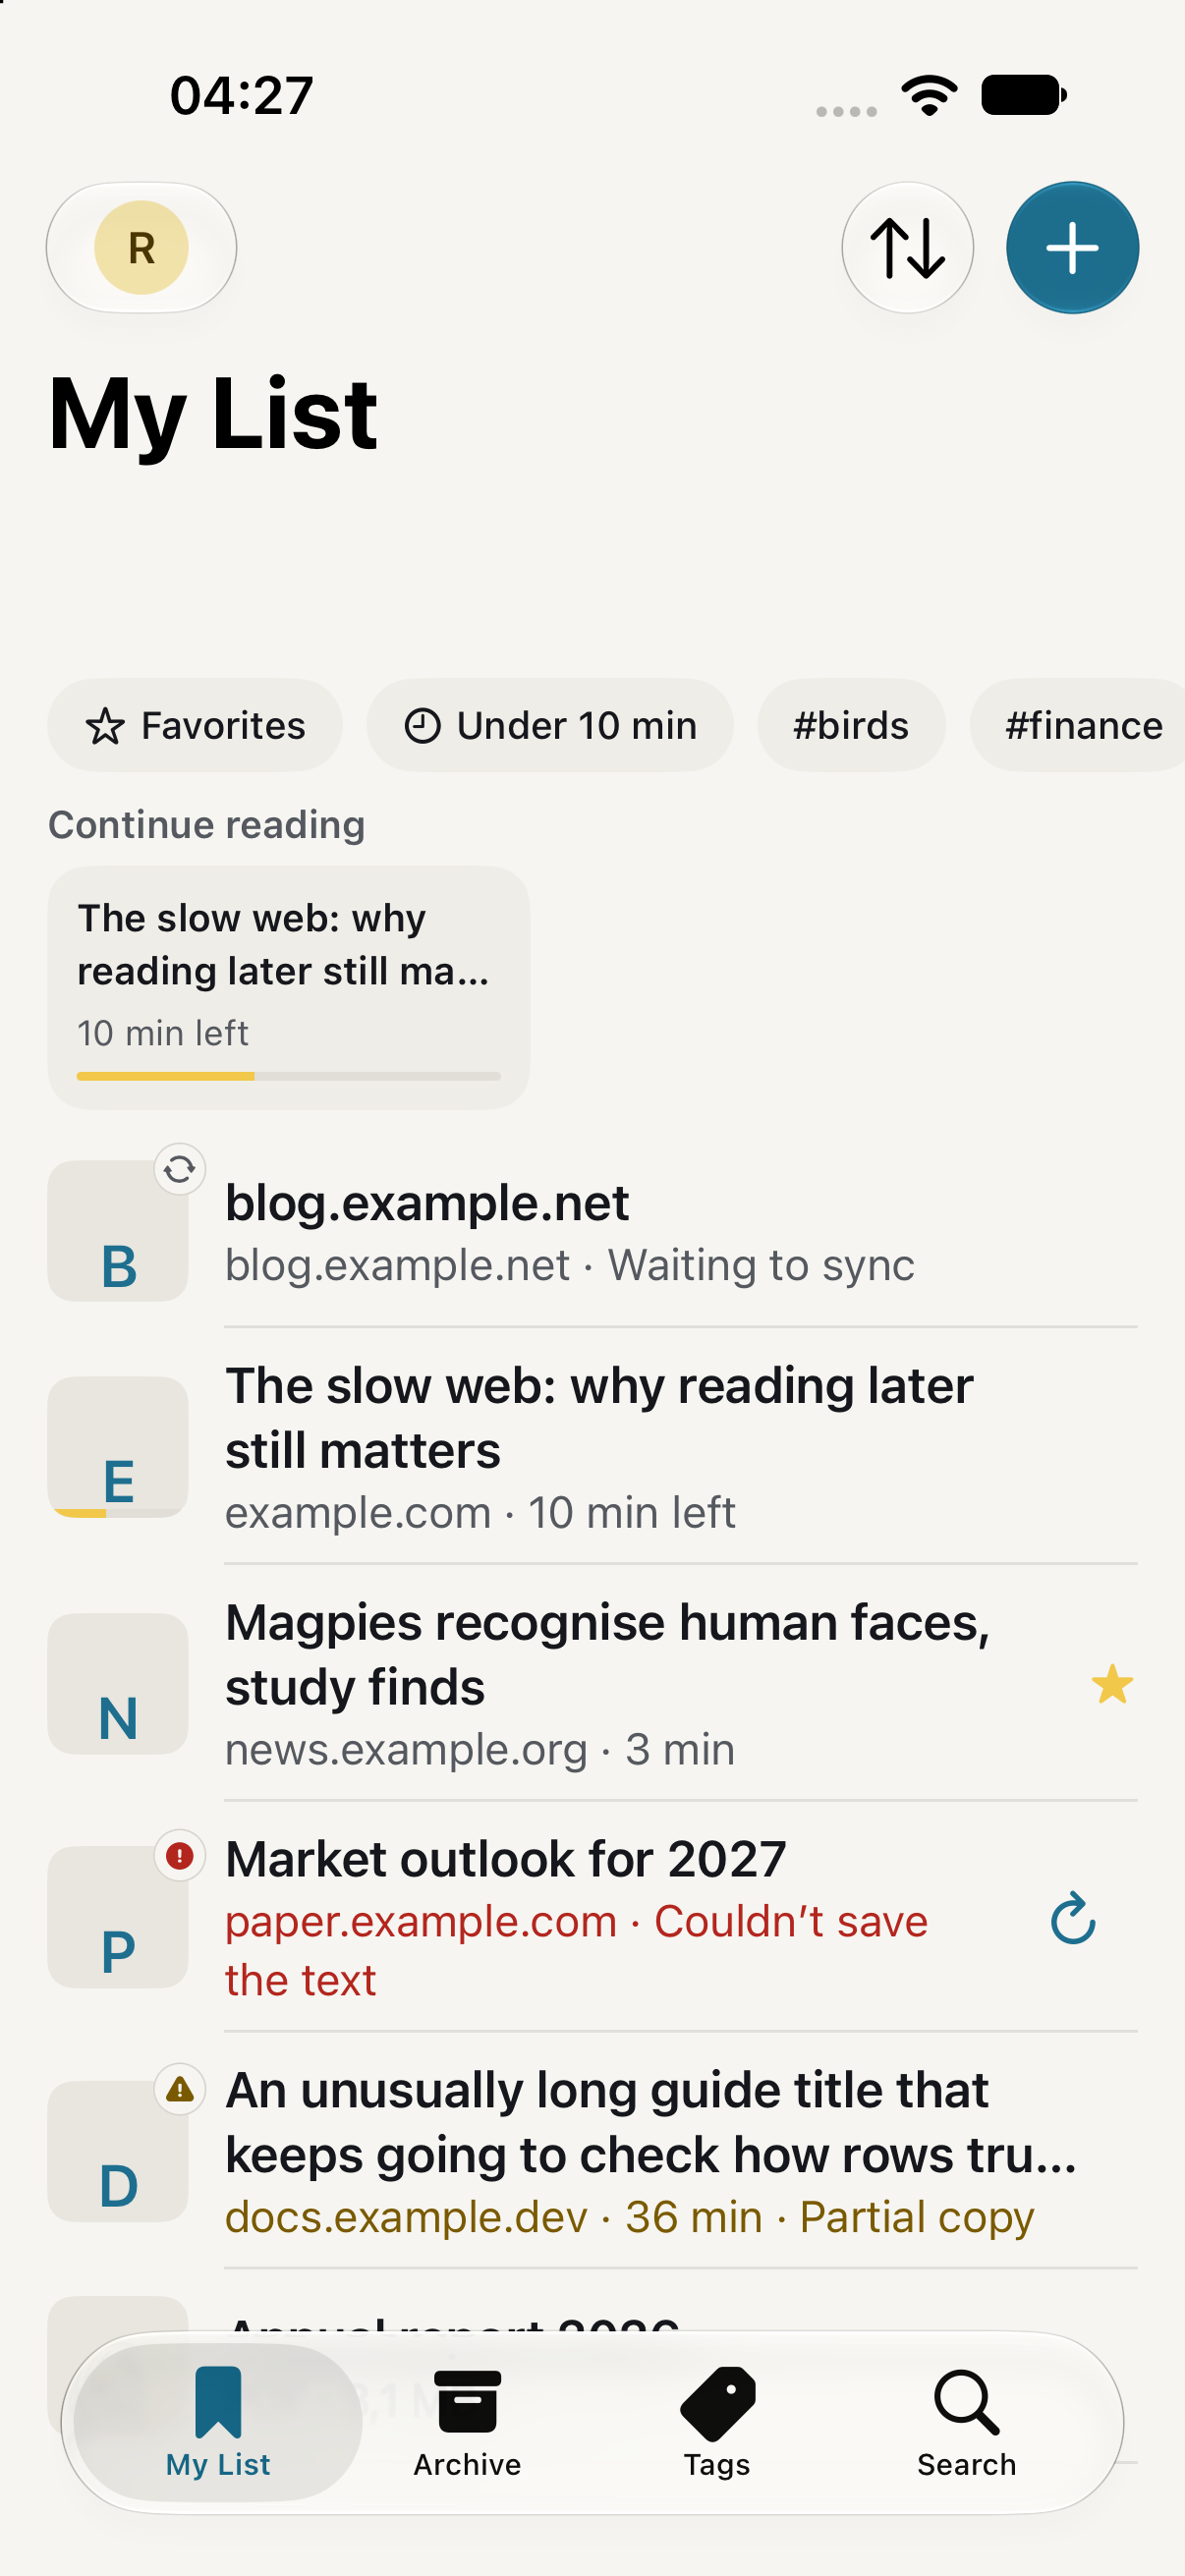 04:27
R
My List
Favorites
Under 10 min
#birds
#finance
Continue reading
The slow web: why
reading later still ma…
10 min left
B
blog.example.net
blog.example.net · Waiting to sync
E
The slow web: why reading later
still matters
example.com · 10 min left
N
Magpies recognise human faces,
study finds
news.example.org · 3 min
P
Market outlook for 2027
paper.example.com · Couldn’t save
the text
D
An unusually long guide title that
keeps going to check how rows tru…
docs.example.dev · 36 min · Partial copy
Annual report 2026
My List
Archive
Tags
Search